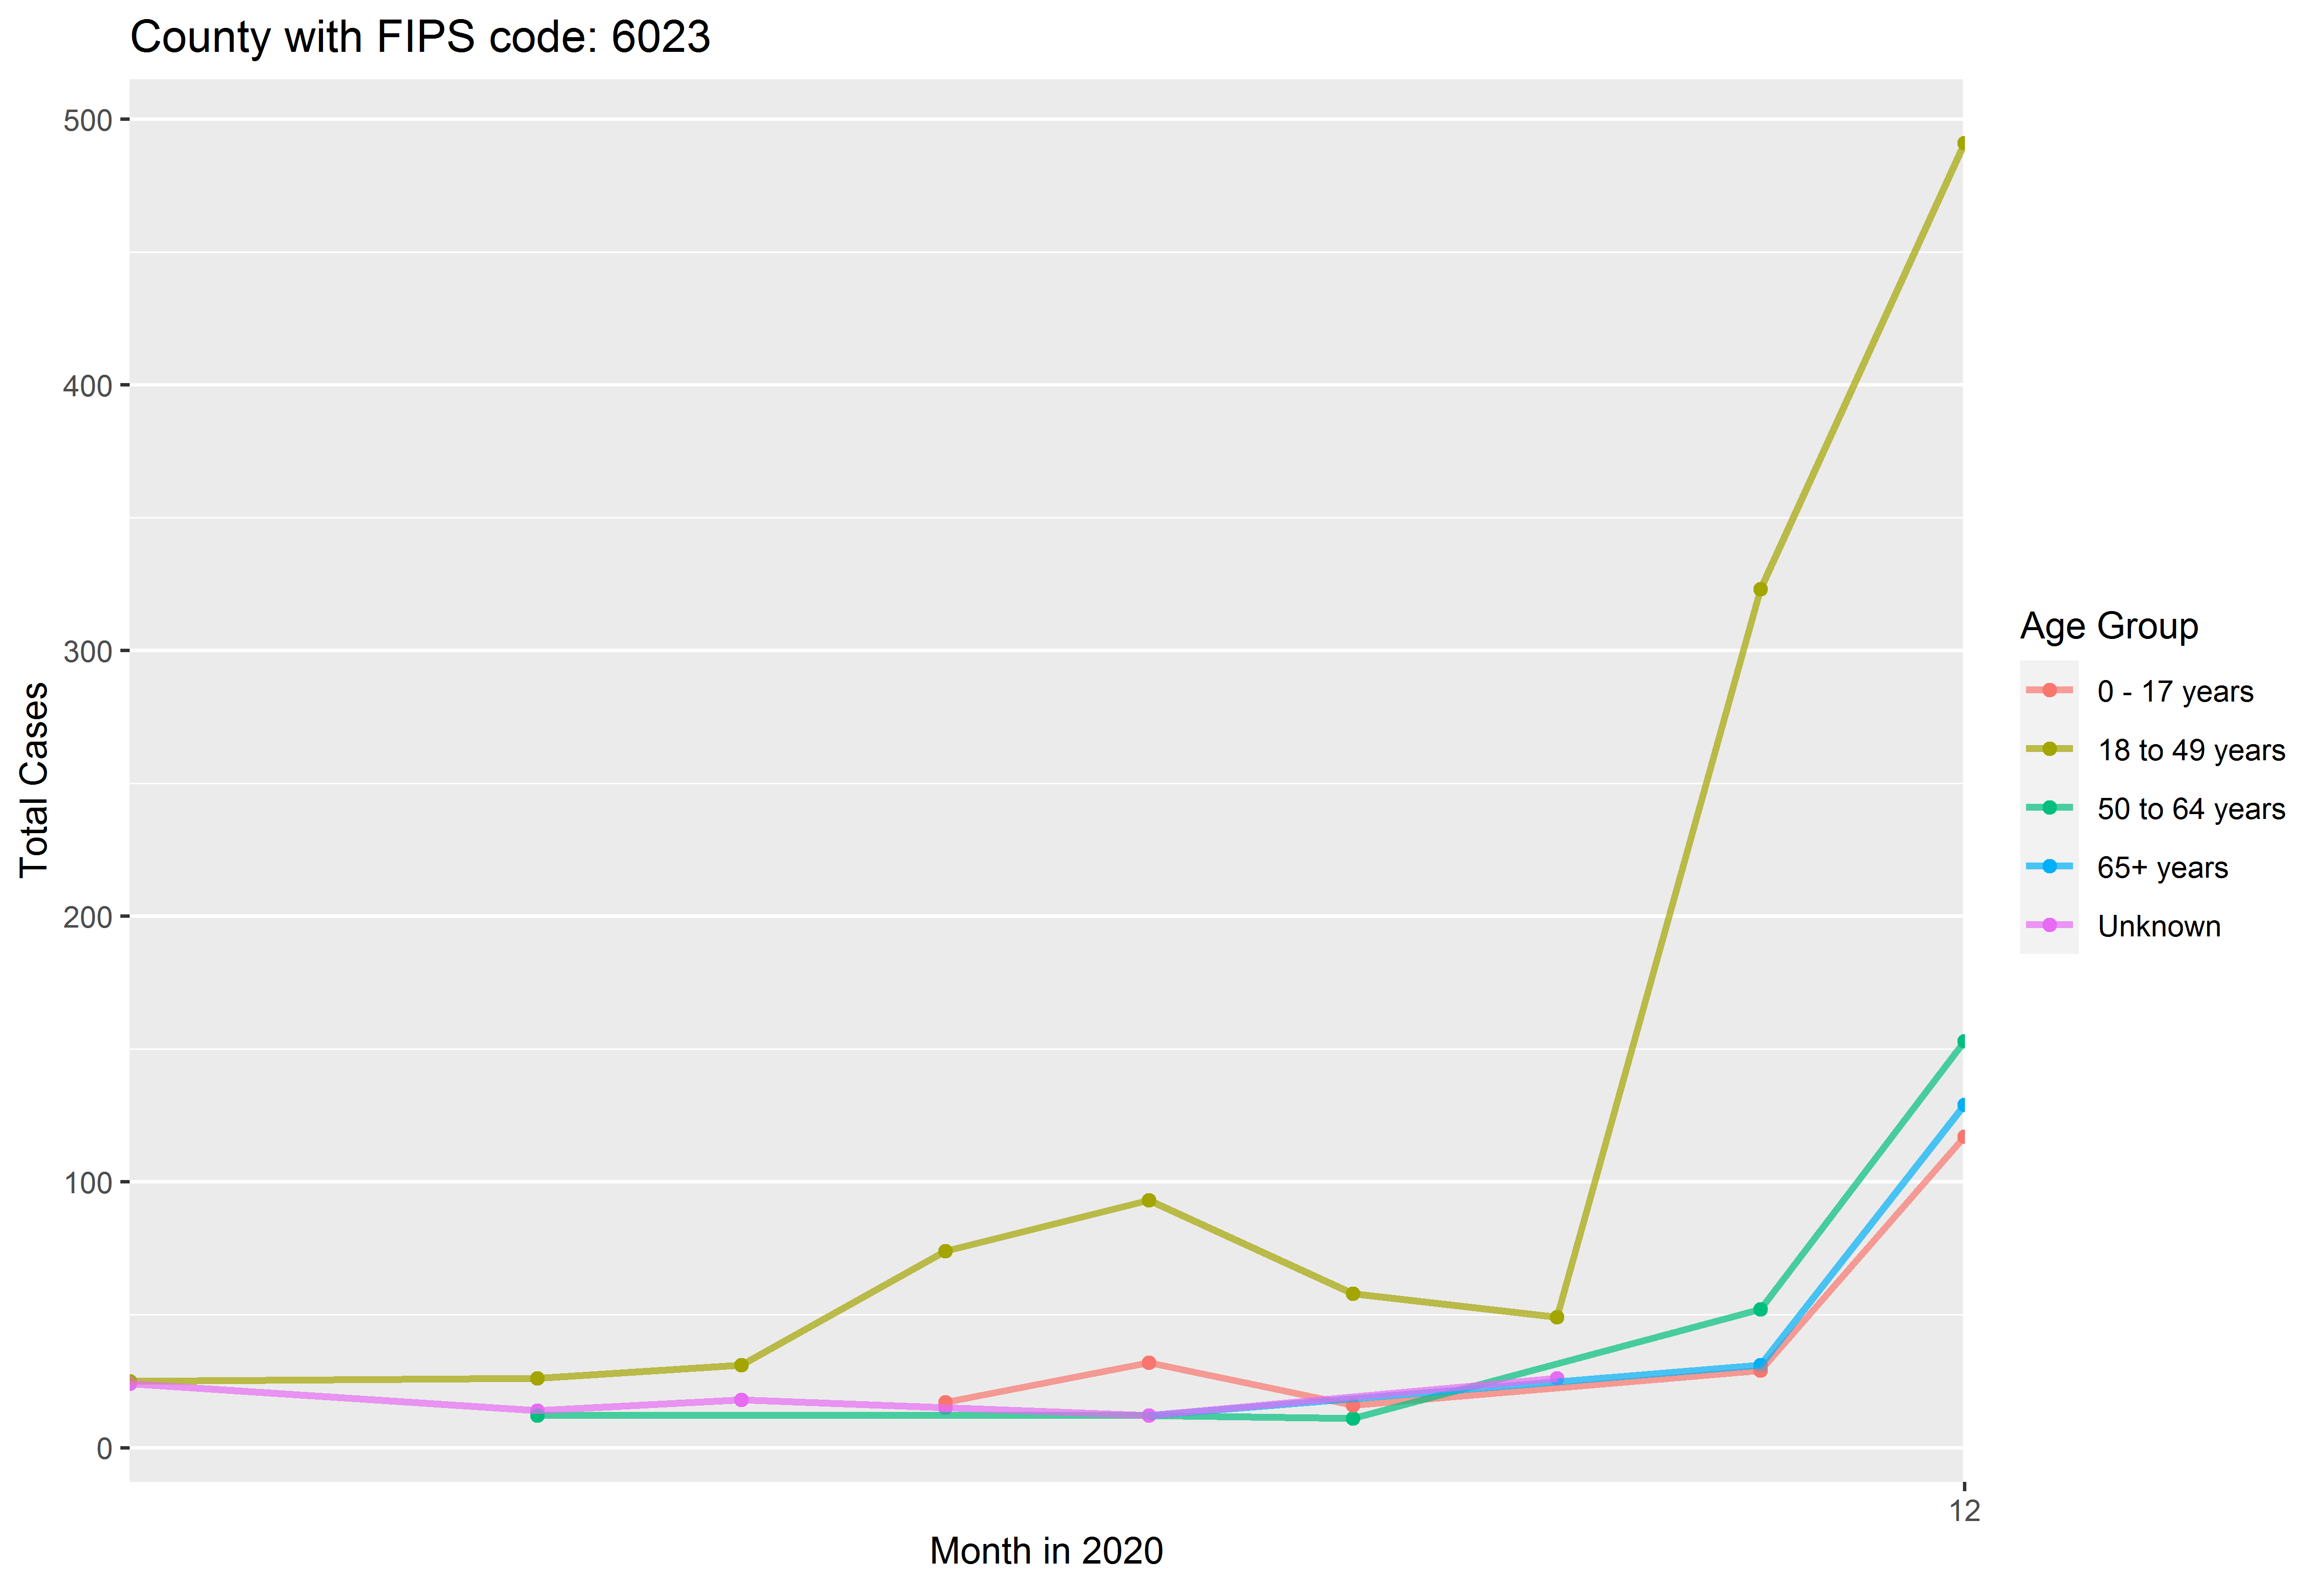 County with FIPS code: 6023
500
400
300
200
100
0
Total Cases
12
Month in 2020
Age Group
0 - 17 years
18 to 49 years
50 to 64 years
65+ years
Unknown